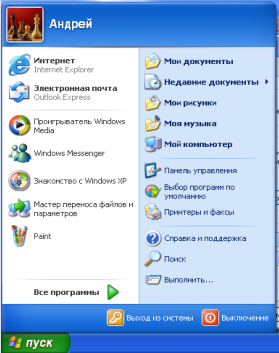 Андрей
Интернет
Internet Explorer
Электронная почта
Outlook Express
Проигрыватель Windows
Media
Windows Messenger
Знакомство с Windows XP
Мастер переноса файлов и
параметров
Paint
Все программы
Мои документы
Недавние документы
Мои рисунки
Моя музыка
Мой компьютер
Панель управления
Выбор программ по
умолчанию
Принтеры и факсы
Справка и поддержка
Поиск
Выполнить...
Выход из системы
Выключение
пуск